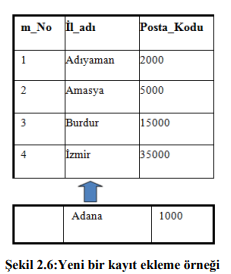 m_No İl_adı Posta_Kodu
1 Adıyaman 2000
2 Amasya 5000
3 Burdur 15000
4 İzmir 35000
Adana 1000
Şekil 2.6:Yeni bir kayıt ekleme örneği